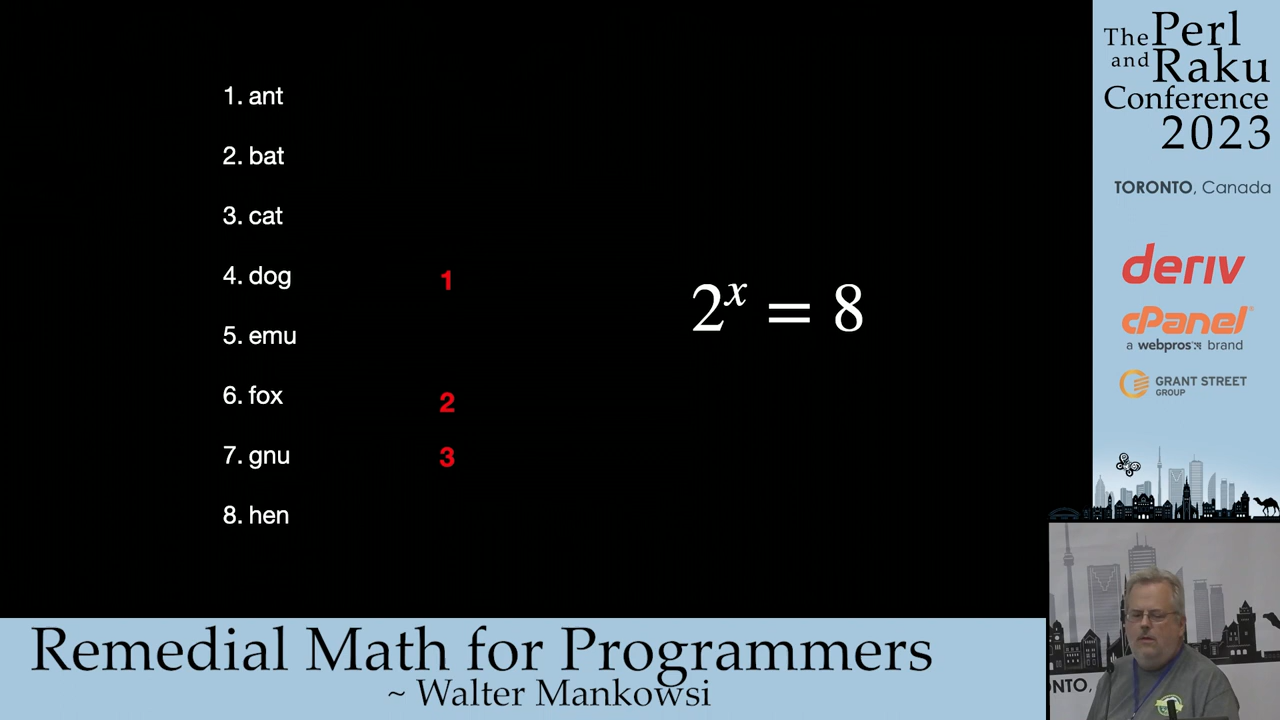 1. ant
2. bat
3. cat
4. dog
1
5. emu
6. fox
2
7. gnu
3
8. hen
2^x = 8
The Perl
and Raku
Conference
2023
TORONTO, Canada
deriv
cPanel®
a webpros brand
GRANT STREET
GROUP
NTO,
Remedial Math for Programmers
~ Walter Mankowsi